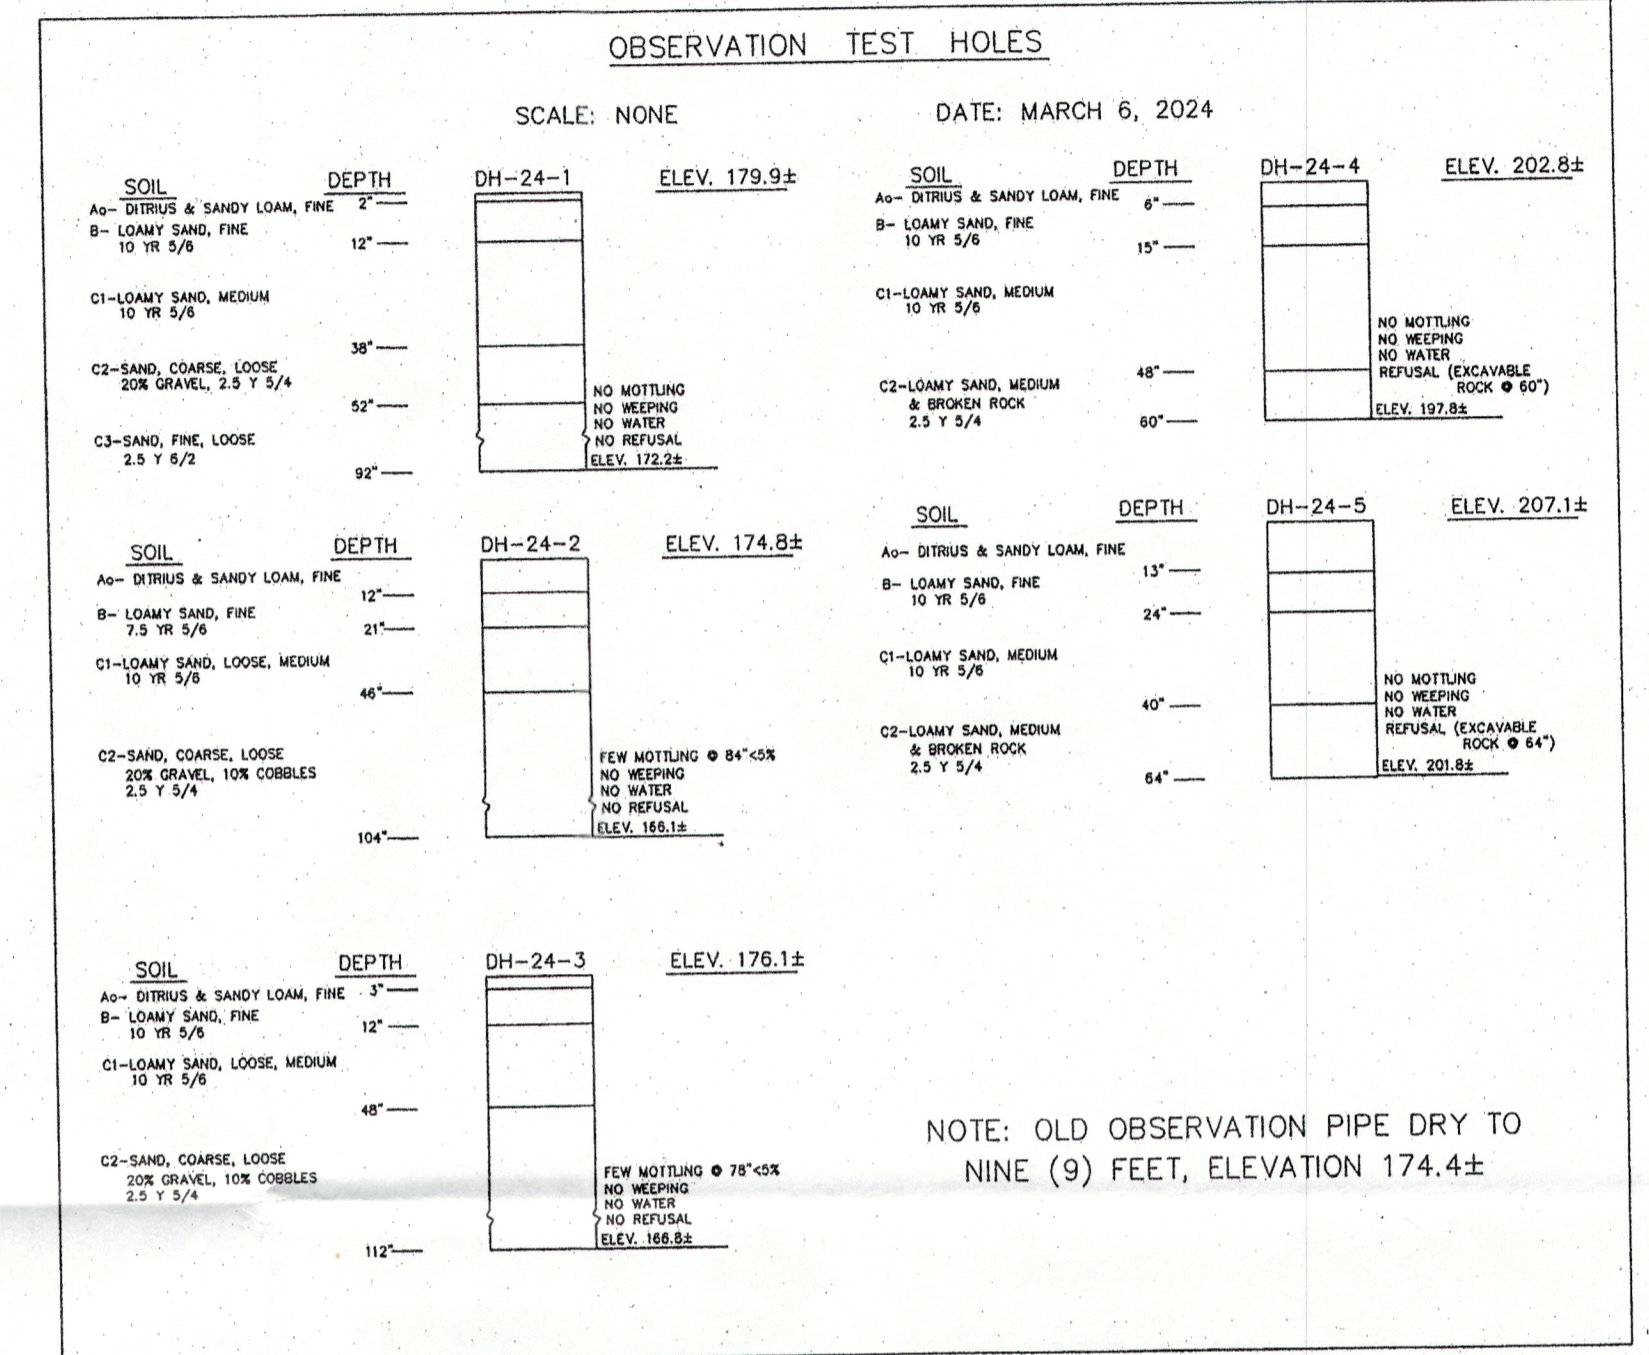 OBSERVATION TEST HOLES
SCALE: NONE
DATE: MARCH 6, 2024
SOIL DEPTH DH-24-1 ELEV. 179.9±
Ao- DITRIUS & SANDY LOAM, FINE 2"
B- LOAMY SAND, FINE
10 YR 5/6 12"
C1-LOAMY SAND, MEDIUM
10 YR 5/6
38"
C2-SAND, COARSE, LOOSE
20% GRAVEL, 2.5 Y 5/4
52"
C3-SAND, FINE, LOOSE
2.5 Y 6/2
92"
NO MOTTLING
NO WEEPING
NO WATER
NO REFUSAL
ELEV. 172.2±
SOIL DEPTH DH-24-2 ELEV. 174.8±
Ao- DITRIUS & SANDY LOAM, FINE
12"
B- LOAMY SAND, FINE
7.5 YR 5/6 21"
C1-LOAMY SAND, LOOSE, MEDIUM
10 YR 5/6
46"
C2-SAND, COARSE, LOOSE
20% GRAVEL, 10% COBBLES
2.5 Y 5/4
104"
FEW MOTTLING @ 84"<5%
NO WEEPING
NO WATER
NO REFUSAL
ELEV. 166.1±
SOIL DEPTH DH-24-3 ELEV. 176.1±
Ao- DITRIUS & SANDY LOAM, FINE 3"
B- LOAMY SAND, FINE
10 YR 5/6 12"
C1-LOAMY SAND, LOOSE, MEDIUM
10 YR 5/6
48"
C2-SAND, COARSE, LOOSE
20% GRAVEL, 10% COBBLES
2.5 Y 5/4
112"
FEW MOTTLING @ 78"<5%
NO WEEPING
NO WATER
NO REFUSAL
ELEV. 166.8±
SOIL DEPTH DH-24-4 ELEV. 202.8±
Ao- DITRIUS & SANDY LOAM, FINE 6"
B- LOAMY SAND, FINE
10 YR 5/6 15"
C1-LOAMY SAND, MEDIUM
10 YR 5/6
48"
C2-LOAMY SAND, MEDIUM
& BROKEN ROCK
2.5 Y 5/4 60"
NO MOTTLING
NO WEEPING
NO WATER
REFUSAL (EXCAVABLE
ROCK @ 60")
ELEV. 197.8±
SOIL DEPTH DH-24-5 ELEV. 207.1±
Ao- DITRIUS & SANDY LOAM, FINE
13"
B- LOAMY SAND, FINE
10 YR 5/6
24"
C1-LOAMY SAND, MEDIUM
10 YR 5/6
40"
C2-LOAMY SAND, MEDIUM
& BROKEN ROCK
2.5 Y 5/4
64"
NO MOTTLING
NO WEEPING
NO WATER
REFUSAL (EXCAVABLE
ROCK @ 64")
ELEV. 201.8±
NOTE: OLD OBSERVATION PIPE DRY TO
NINE (9) FEET, ELEVATION 174.4±